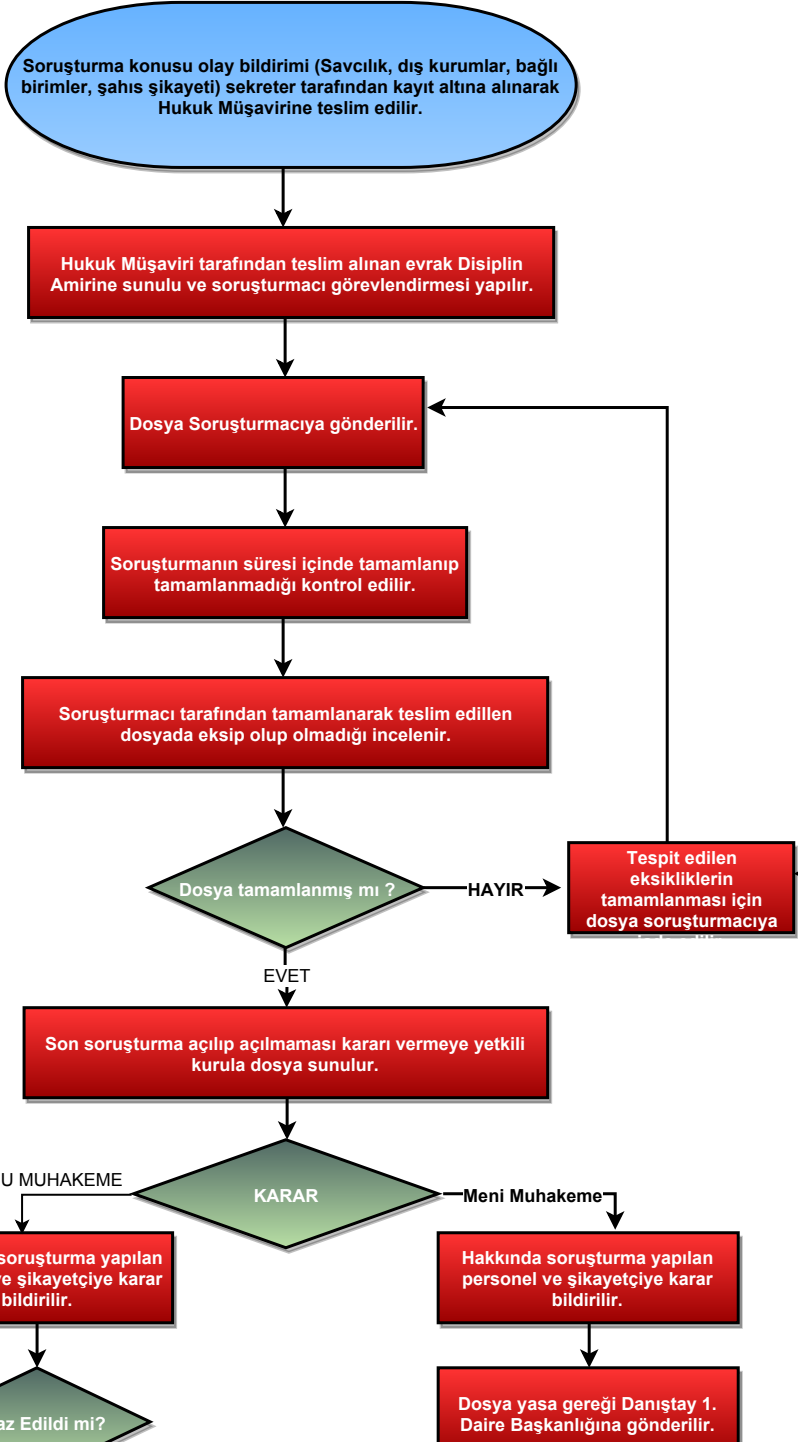 Soruşturma konusu olay bildirimi (Savcılık, dış kurumlar, bağlı
birimler, şahıs şikayeti) sekreter tarafından kayıt altına alınarak
Hukuk Müşavirine teslim edilir.
Hukuk Müşaviri tarafından teslim alınan evrak Disiplin
Amirine sunulu ve soruşturmacı görevlendirmesi yapılır.
Dosya Soruşturmacıya gönderilir.
Soruşturmanın süresi içinde tamamlanıp
tamamlanmadığı kontrol edilir.
Soruşturmacı tarafından tamamlanarak teslim edillen
dosyada eksip olup olmadığı incelenir.
Dosya tamamlanmış mı ?
HAYIR
Tespit edilen
eksikliklerin
tamamlanması için
dosya soruşturmacıya
EVET
Son soruşturma açılıp açılmaması kararı vermeye yetkili
kurula dosya sunulur.
U MUHAKEME
KARAR
Meni Muhakeme
soruşturma yapılan
ve şikayetçiye karar
bildirilir.
Hakkında soruşturma yapılan
personel ve şikayetçiye karar
bildirilir.
az Edildi mi?
Dosya yasa gereği Danıştay 1.
Daire Başkanlığına gönderilir.